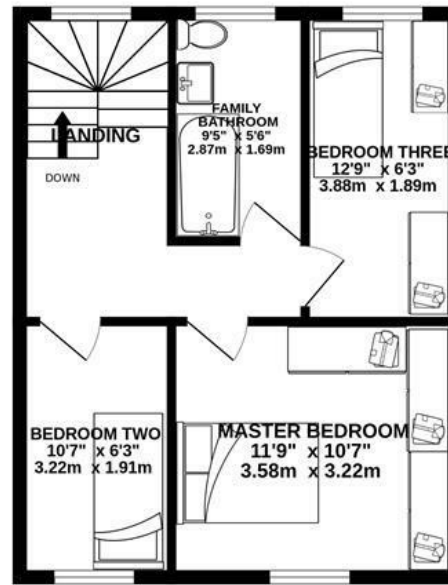 LANDING
DOWN
FAMILY
BATHROOM
9'5" x 5'6"
2.87m x 1.69m
BEDROOM THREE
12'9" x 6'3"
3.88m x 1.89m
BEDROOM TWO
10'7" x 6'3"
3.22m x 1.91m
MASTER BEDROOM
11'9" x 10'7"
3.58m x 3.22m